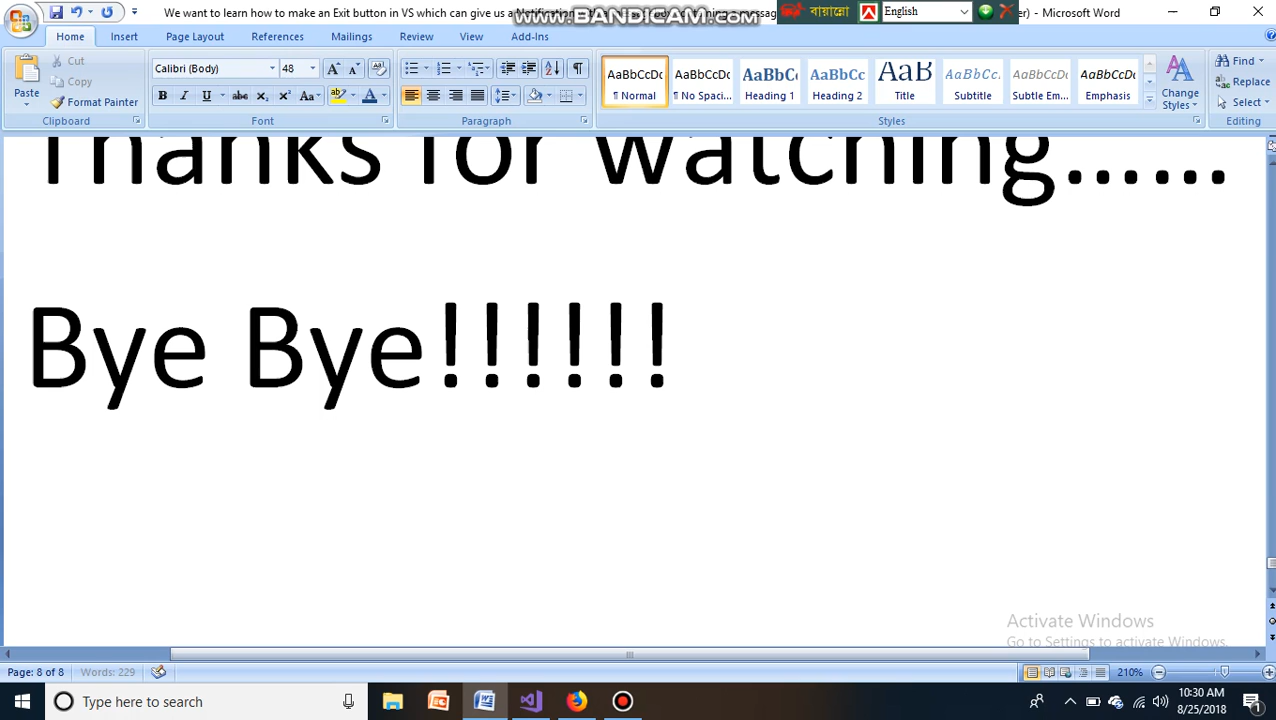 We want to learn how to make an Exit button in VS which can give us
www.BANDICAM.com
messa
বায়ান্নো
English
er) - Microsoft Word
Home Insert Page Layout References Mailings Review View Add-Ins
Paste
Cut
Copy
Format Painter
Clipboard
Calibri (Body) 48
Font
Paragraph
AaBbCcDc AaBbCcDc AaBbCc AaBbCc AaB AaBbCc. AaBbCcDc AaBbCcDc
¶ Normal ¶ No Spaci... Heading 1 Heading 2 Title Subtitle Subtle Em... Emphasis
Styles
Change
Styles
Find
Replace
Select
Editing
Thanks for watching……
Bye Bye!!!!!!
Activate Windows
Go to Settings to activate Windows.
Page: 8 of 8 Words: 229 210%
Type here to search
10:30 AM
8/25/2018